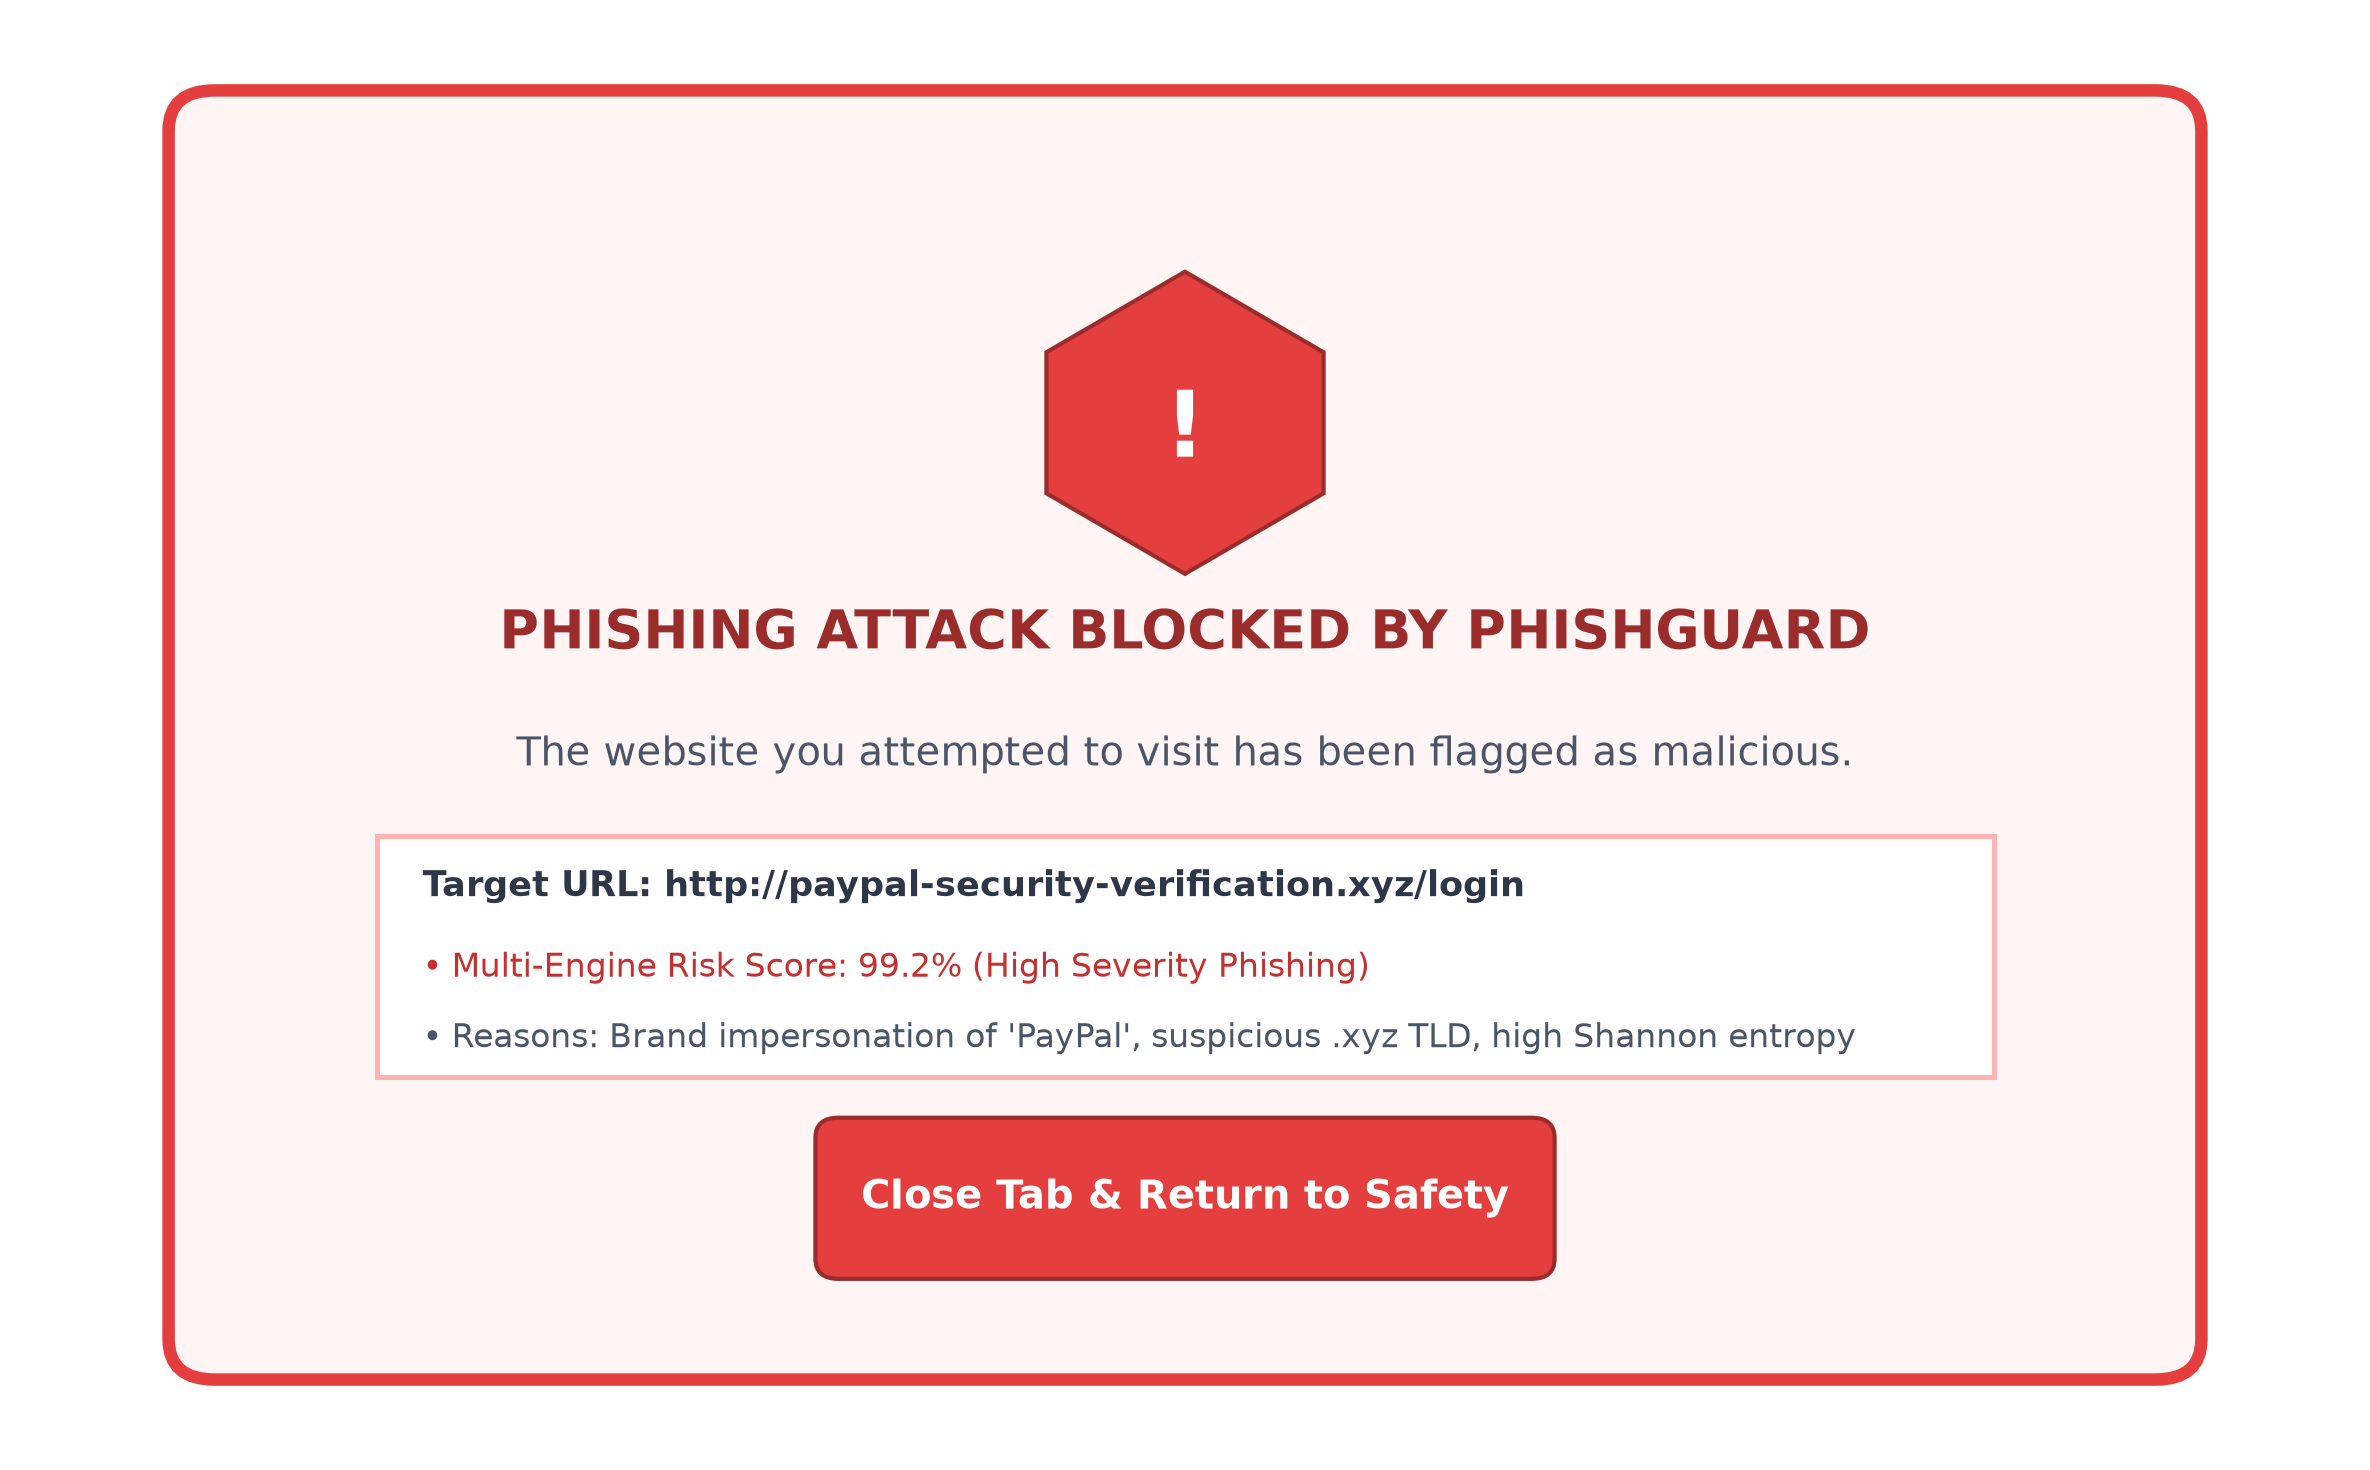 !
PHISHING ATTACK BLOCKED BY PHISHGUARD
The website you attempted to visit has been flagged as malicious.
Target URL: http://paypal-security-verification.xyz/login
• Multi-Engine Risk Score: 99.2% (High Severity Phishing)
• Reasons: Brand impersonation of 'PayPal', suspicious .xyz TLD, high Shannon entropy
Close Tab & Return to Safety